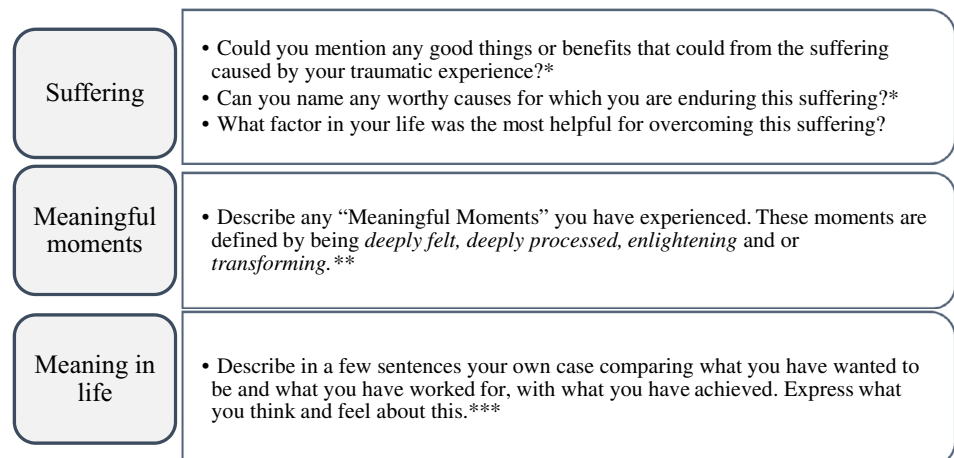 Suffering
• Could you mention any good things or benefits that could from the suffering
caused by your traumatic experience?*
• Can you name any worthy causes for which you are enduring this suffering?*
• What factor in your life was the most helpful for overcoming this suffering?
Meaningful
moments
• Describe any “Meaningful Moments” you have experienced. These moments are
defined by being deeply felt, deeply processed, enlightening and or
transforming.**
Meaning in
life
• Describe in a few sentences your own case comparing what you have wanted to
be and what you have worked for, with what you have achieved. Express what
you think and feel about this.***